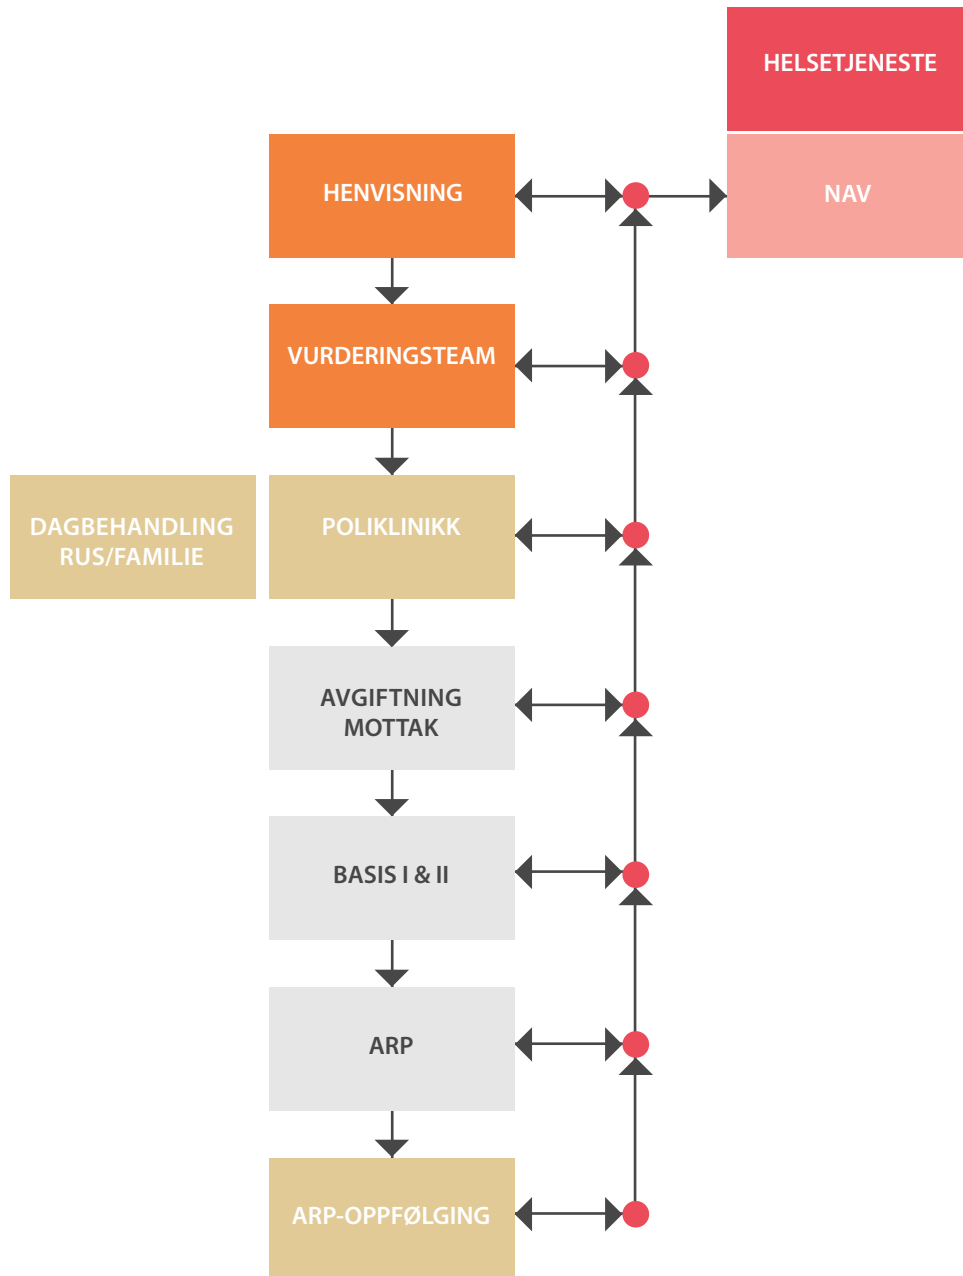 HELSETJENESTE
HENVISNING
NAV
VURDERINGSTEAM
DAGBEHANDLING
RUS/FAMILIE
POLIKLINIKK
AVGIFTNING
MOTTAK
BASIS I & II
ARP
ARP-OPPFØLGING